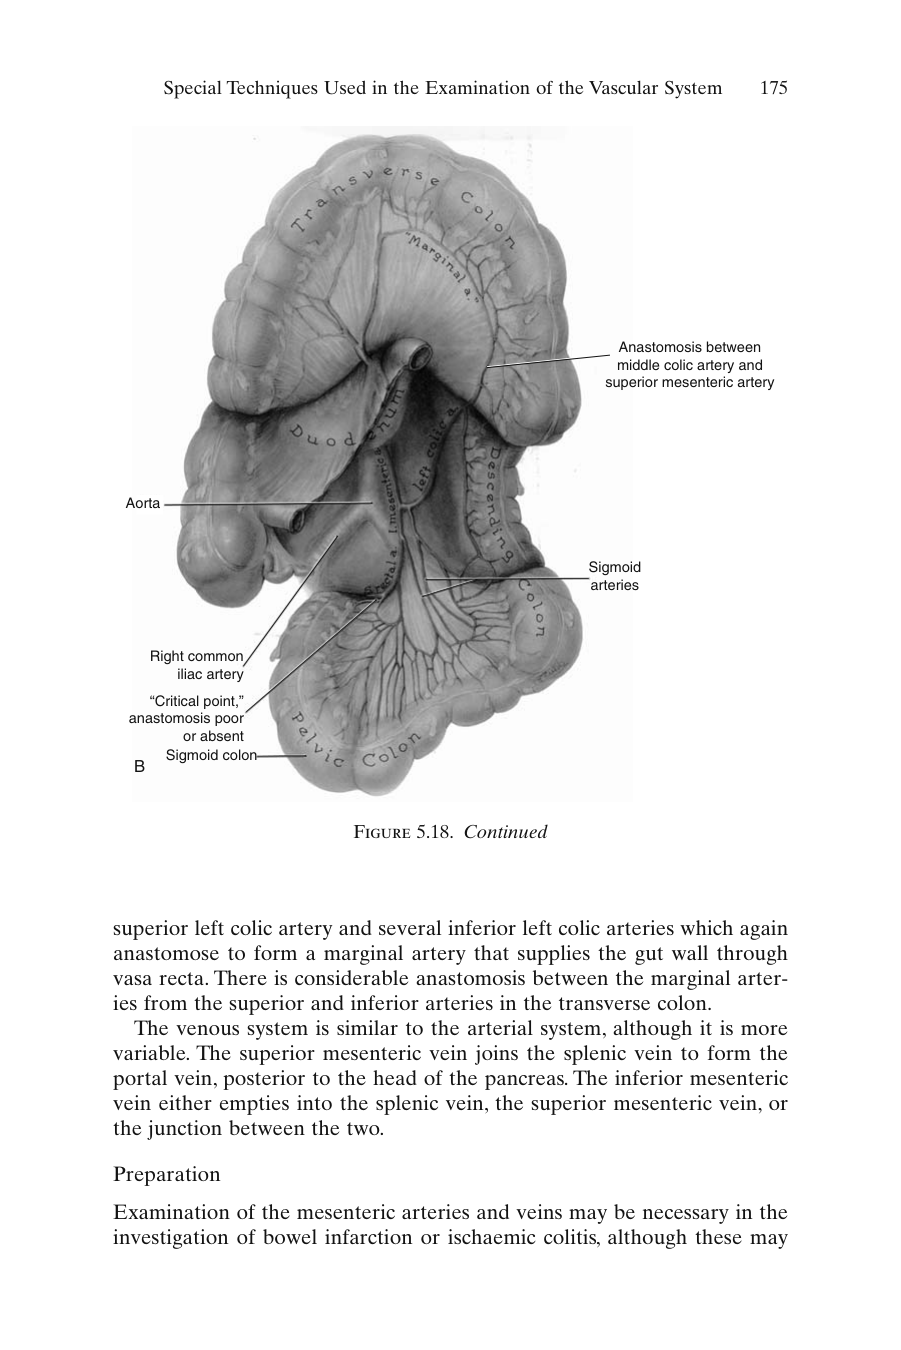 Special Techniques Used in the Examination of the Vascular System 175
Transverse Colon
"Marginal a."
Anastomosis between
middle colic artery and
superior mesenteric artery
Duodenum
left colic a.
Descending
Colon
I. mesenteric a.
Aorta
Sigmoid
arteries
Right common
iliac artery
“Critical point,”
anastomosis poor
or absent
Sigmoid colon
B
Pelvic Colon
FIGURE 5.18. Continued
superior left colic artery and several inferior left colic arteries which again
anastomose to form a marginal artery that supplies the gut wall through
vasa recta. There is considerable anastomosis between the marginal arter-
ies from the superior and inferior arteries in the transverse colon.
The venous system is similar to the arterial system, although it is more
variable. The superior mesenteric vein joins the splenic vein to form the
portal vein, posterior to the head of the pancreas. The inferior mesenteric
vein either empties into the splenic vein, the superior mesenteric vein, or
the junction between the two.
Preparation
Examination of the mesenteric arteries and veins may be necessary in the
investigation of bowel infarction or ischaemic colitis, although these may